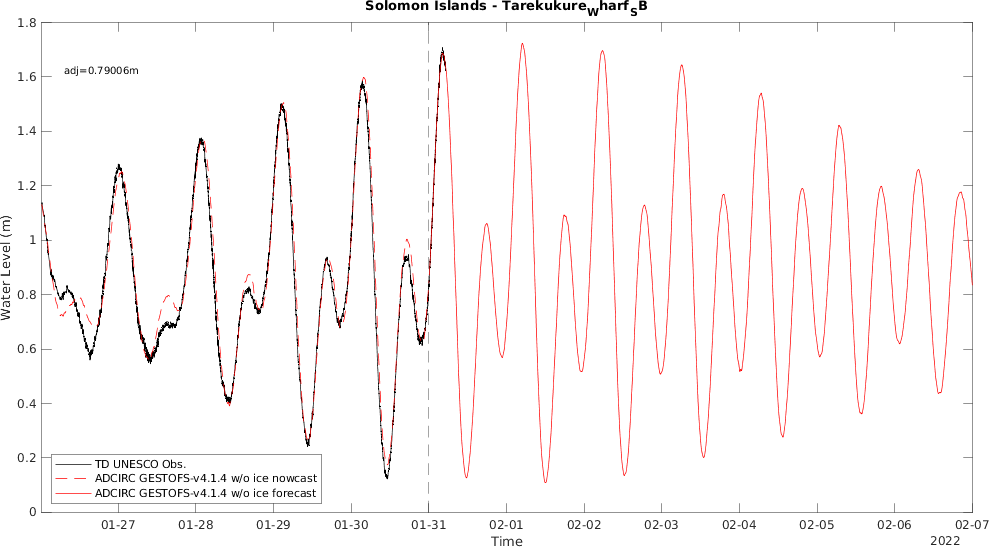 Solomon Islands - TarekukureWharfSB
1.8
1.6
1.4
1.2
1
0.8
0.6
0.4
0.2
0
Water Level (m)
adj=0.79006m
TD UNESCO Obs.
ADCIRC GESTOFS-v4.1.4 w/o ice nowcast
ADCIRC GESTOFS-v4.1.4 w/o ice forecast
01-27 01-28 01-29 01-30 01-31 02-01 02-02 02-03 02-04 02-05 02-06 02-07
Time
2022